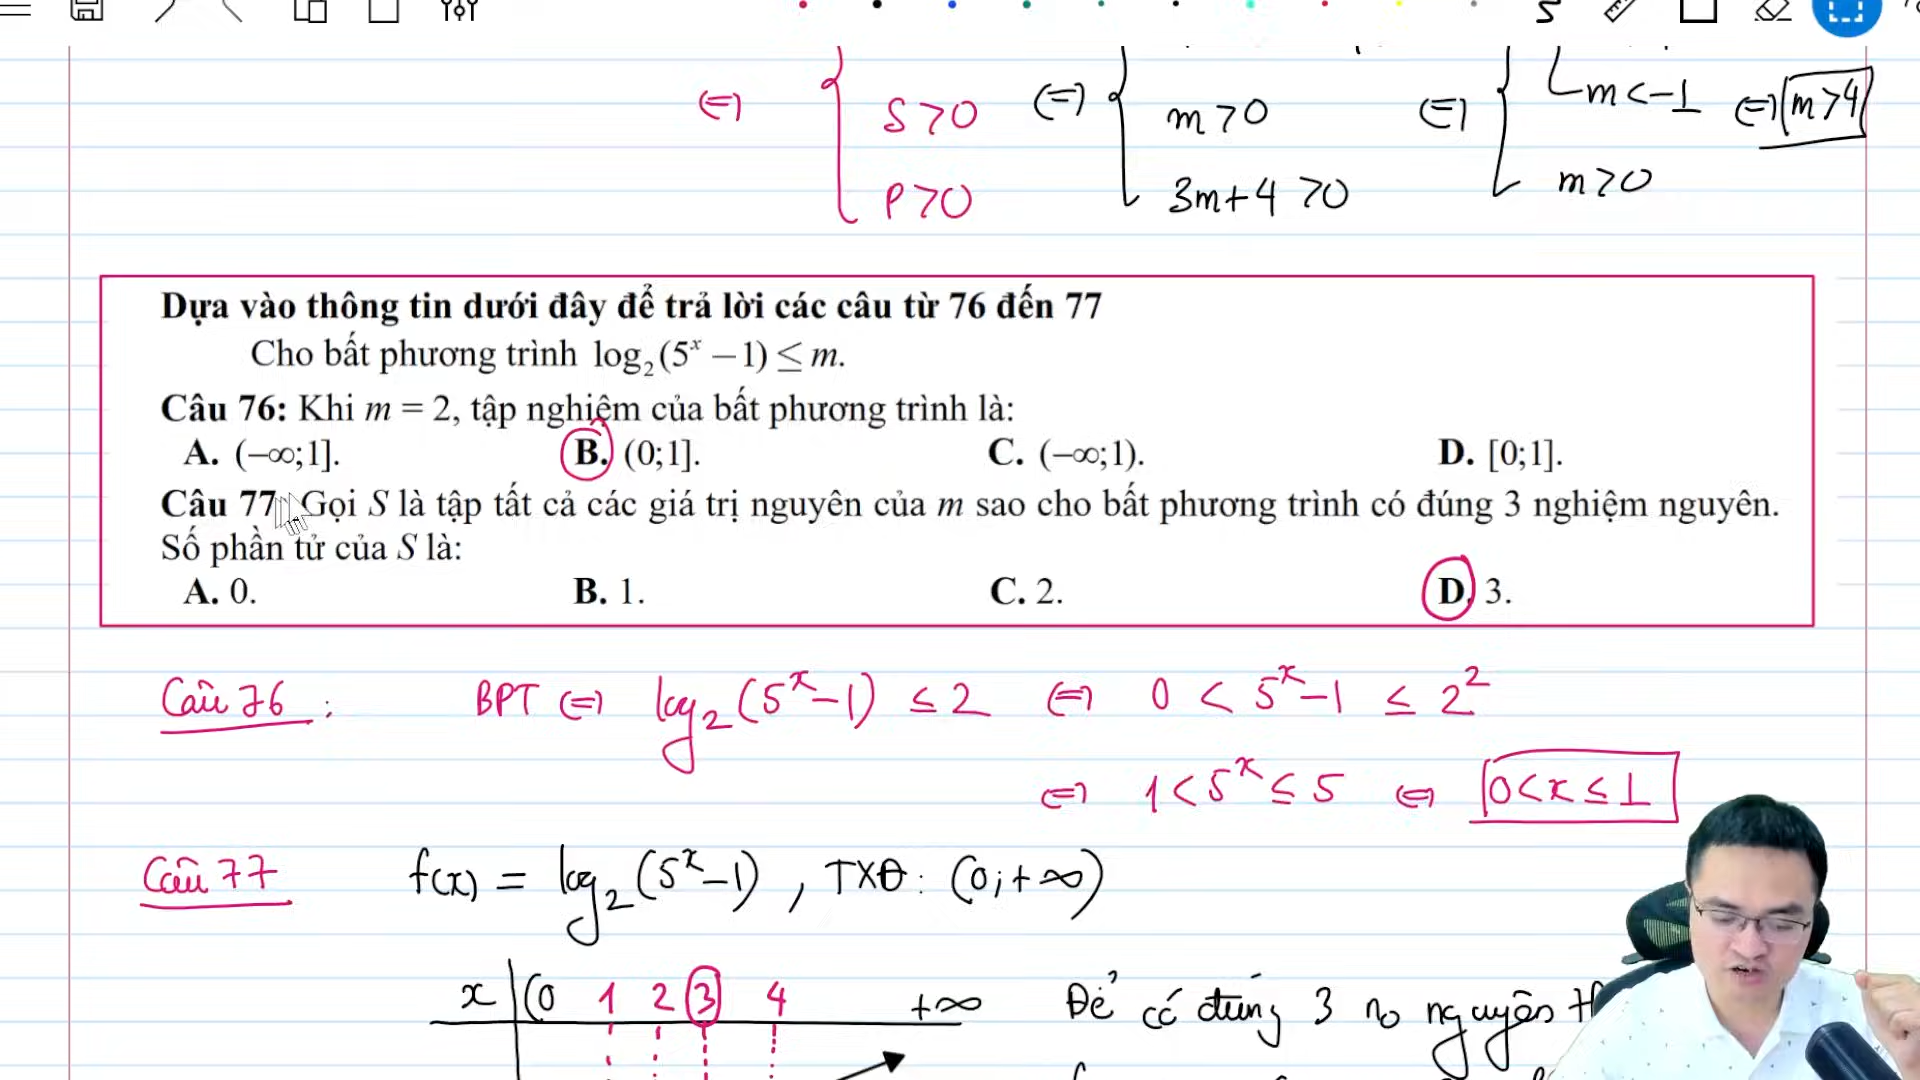 ⇔ { S>0 ⇔ { m>0 ⇔ { m<-1 ⇔ m>4
P>0 3m+4>0 m>0
Dựa vào thông tin dưới đây để trả lời các câu từ 76 đến 77
Cho bất phương trình log₂(5ˣ – 1) ≤ m.
Câu 76: Khi m = 2, tập nghiệm của bất phương trình là:
A. (–∞;1]. B. (0;1]. C. (–∞;1). D. [0;1].
Câu 77: Gọi S là tập tất cả các giá trị nguyên của m sao cho bất phương trình có đúng 3 nghiệm nguyên.
Số phần tử của S là:
A. 0. B. 1. C. 2. D. 3.
Câu 76 : BPT ⇔ log₂(5ˣ-1) ≤ 2 ⇔ 0 < 5ˣ-1 ≤ 2²
⇔ 1 < 5ˣ ≤ 5 ⇔ 0<x≤1
Câu 77 f(x) = log₂(5ˣ-1) , TXĐ: (0;+∞)
x (0 1 2 3 4 +∞ Để có đúng 3 no nguyên